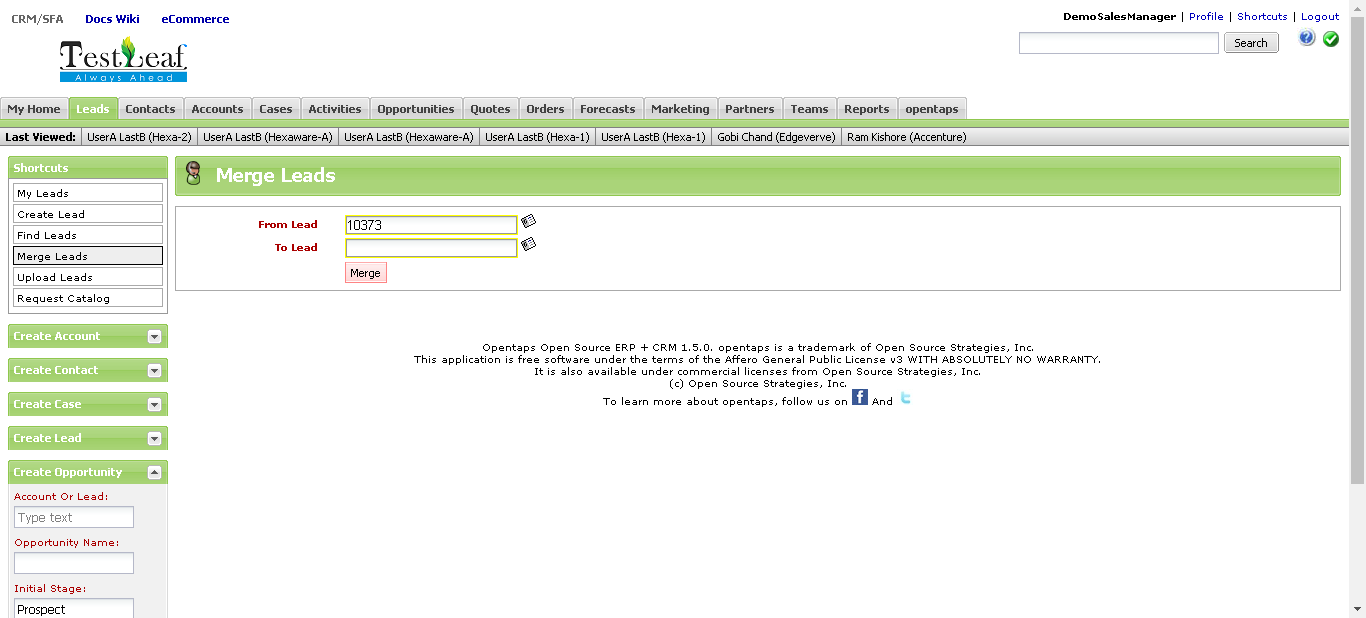 CRM/SFA Docs Wiki eCommerce
DemoSalesManager | Profile | Shortcuts | Logout
Search
TestLeaf
Always Ahead
My Home Leads Contacts Accounts Cases Activities Opportunities Quotes Orders Forecasts Marketing Partners Teams Reports opentaps
Last Viewed: UserA LastB (Hexa-2) UserA LastB (Hexaware-A) UserA LastB (Hexaware-A) UserA LastB (Hexa-1) UserA LastB (Hexa-1) Gobi Chand (Edgeverve) Ram Kishore (Accenture)
Shortcuts
My Leads
Create Lead
Find Leads
Merge Leads
Upload Leads
Request Catalog
Create Account
Create Contact
Create Case
Create Lead
Create Opportunity
Account Or Lead:
Type text
Opportunity Name:
Initial Stage:
Prospect
Merge Leads
From Lead 10373
To Lead
Merge
Opentaps Open Source ERP + CRM 1.5.0. opentaps is a trademark of Open Source Strategies, Inc.
This application is free software under the terms of the Affero General Public License v3 WITH ABSOLUTELY NO WARRANTY.
It is also available under commercial licenses from Open Source Strategies, Inc.
(c) Open Source Strategies, Inc.
To learn more about opentaps, follow us on f And t